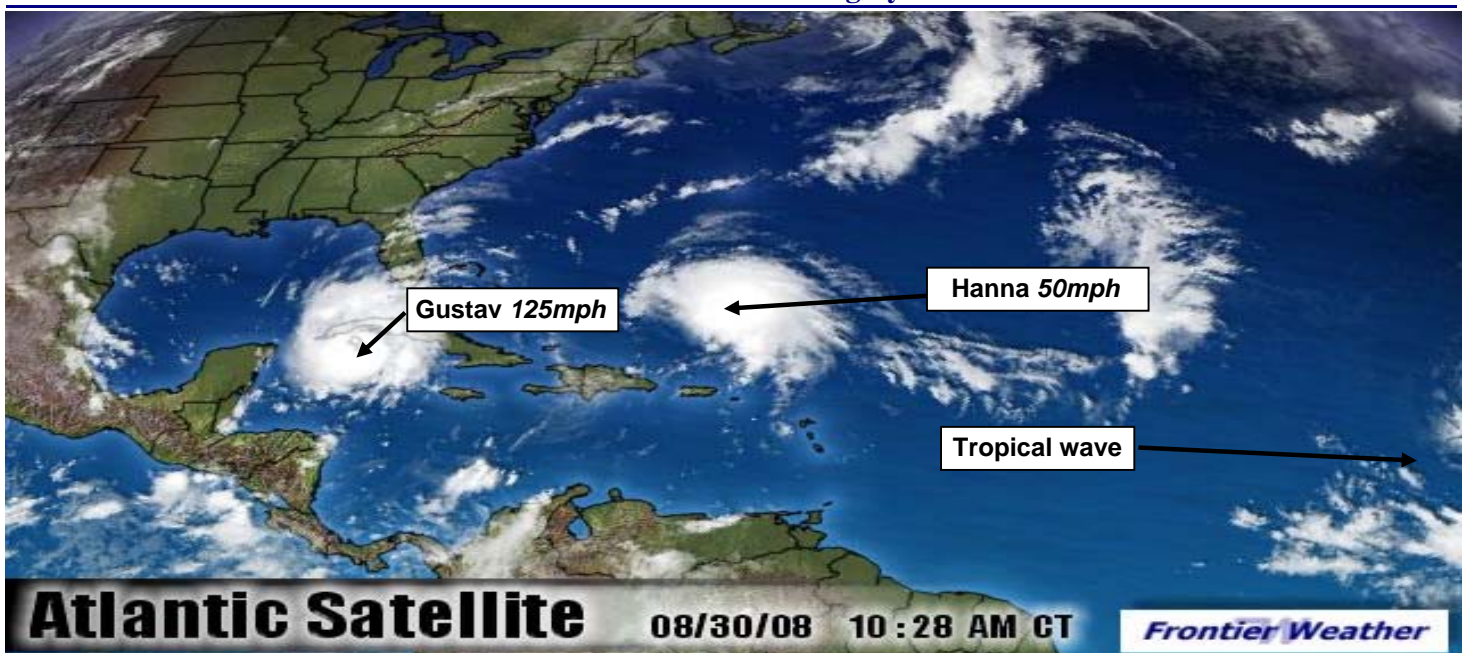 Gustav 125mph
Hanna 50mph
Tropical wave
Atlantic Satellite 08/30/08 10:28 AM CT
Frontier Weather